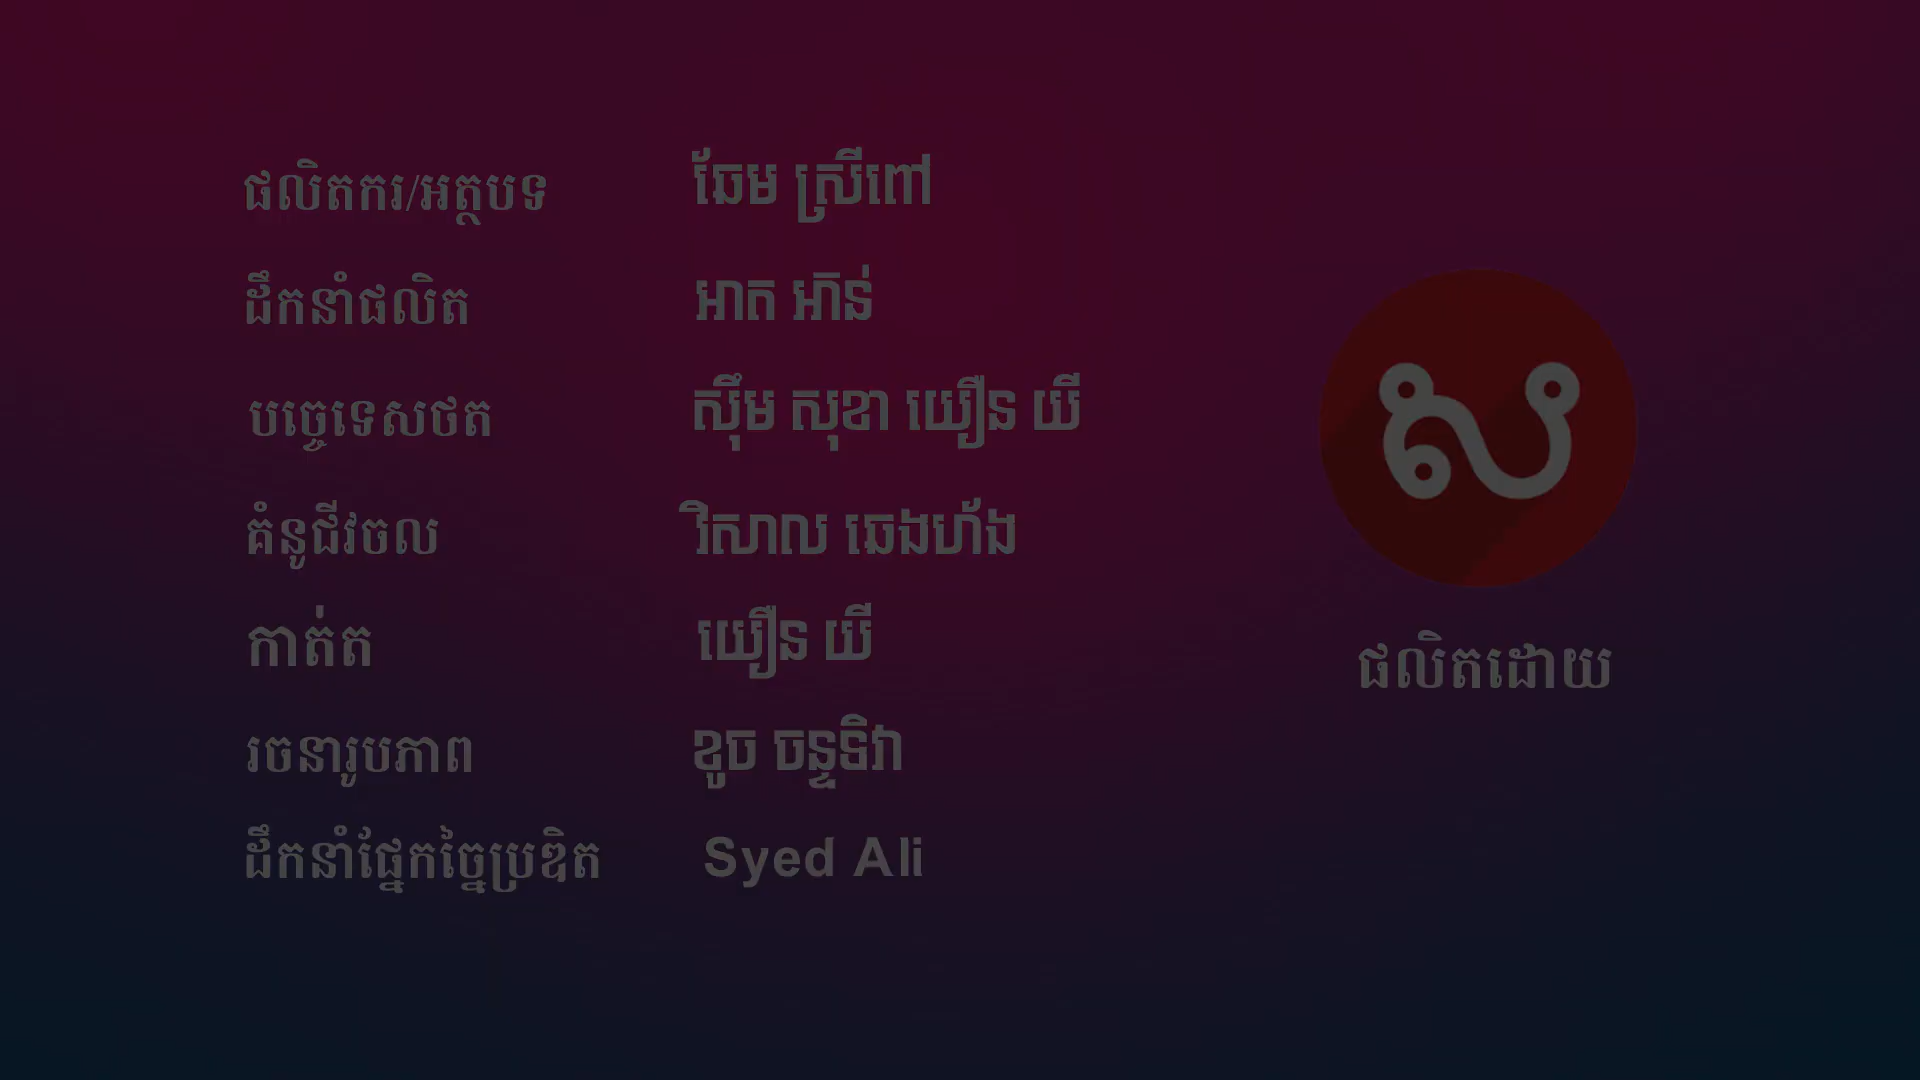 ផលិតករ/អត្ថបទ ឆែម ស្រីពៅ
ដឹកនាំផលិត អាត អ៊ាន់
បច្ចេទេសថត ស៊ឹម សុខា យឿន យី
គំនូជីវចល វិសាល ឆេងហ័ង
កាត់ត យឿន យី
រចនារូបភាព ឌូច ចន្ទទិវា
ដឹកនាំផ្នែកច្នៃប្រឌិត Syed Ali
ផលិតដោយ